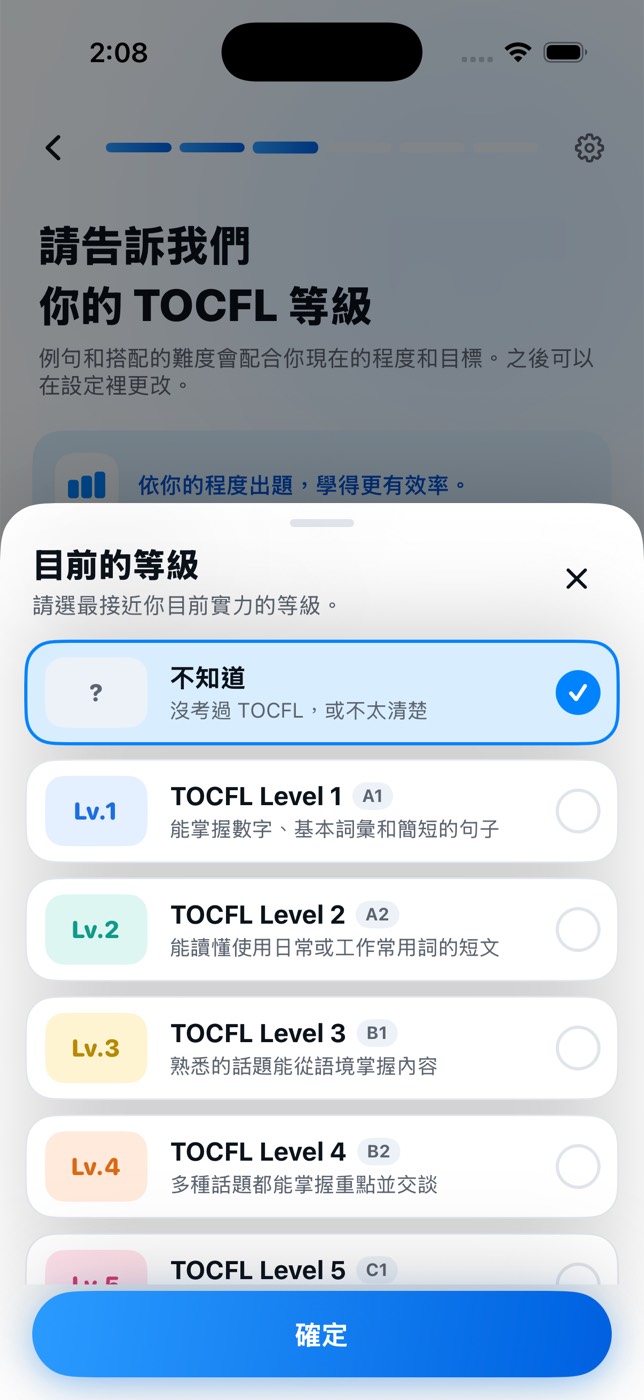 2:08
請告訴我們
你的 TOCFL 等級
例句和搭配的難度會配合你現在的程度和目標。之後可以
在設定裡更改。
依你的程度出題，學得更有效率。
目前的等級
請選最接近你目前實力的等級。
?
不知道
沒考過 TOCFL，或不太清楚
Lv.1
TOCFL Level 1 A1
能掌握數字、基本詞彙和簡短的句子
Lv.2
TOCFL Level 2 A2
能讀懂使用日常或工作常用詞的短文
Lv.3
TOCFL Level 3 B1
熟悉的話題能從語境掌握內容
Lv.4
TOCFL Level 4 B2
多種話題都能掌握重點並交談
Lv.5
TOCFL Level 5 C1
確定